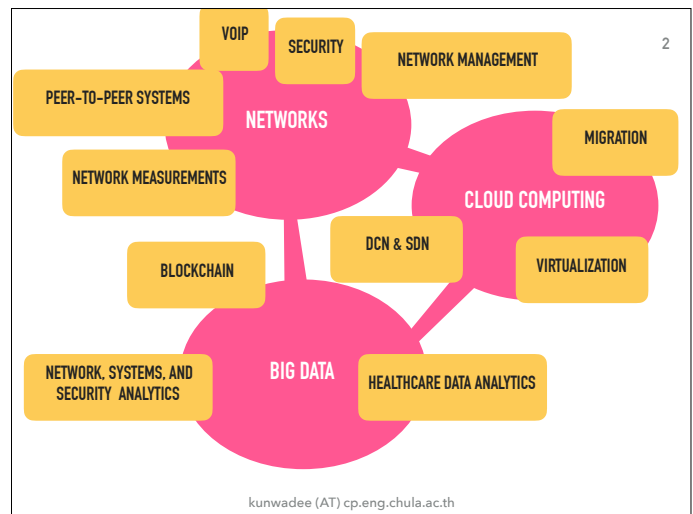 2
VOIP
SECURITY
NETWORK MANAGEMENT
PEER-TO-PEER SYSTEMS
NETWORKS
MIGRATION
NETWORK MEASUREMENTS
CLOUD COMPUTING
DCN & SDN
BLOCKCHAIN
VIRTUALIZATION
NETWORK, SYSTEMS, AND
SECURITY ANALYTICS
BIG DATA
HEALTHCARE DATA ANALYTICS
kunwadee (AT) cp.eng.chula.ac.th